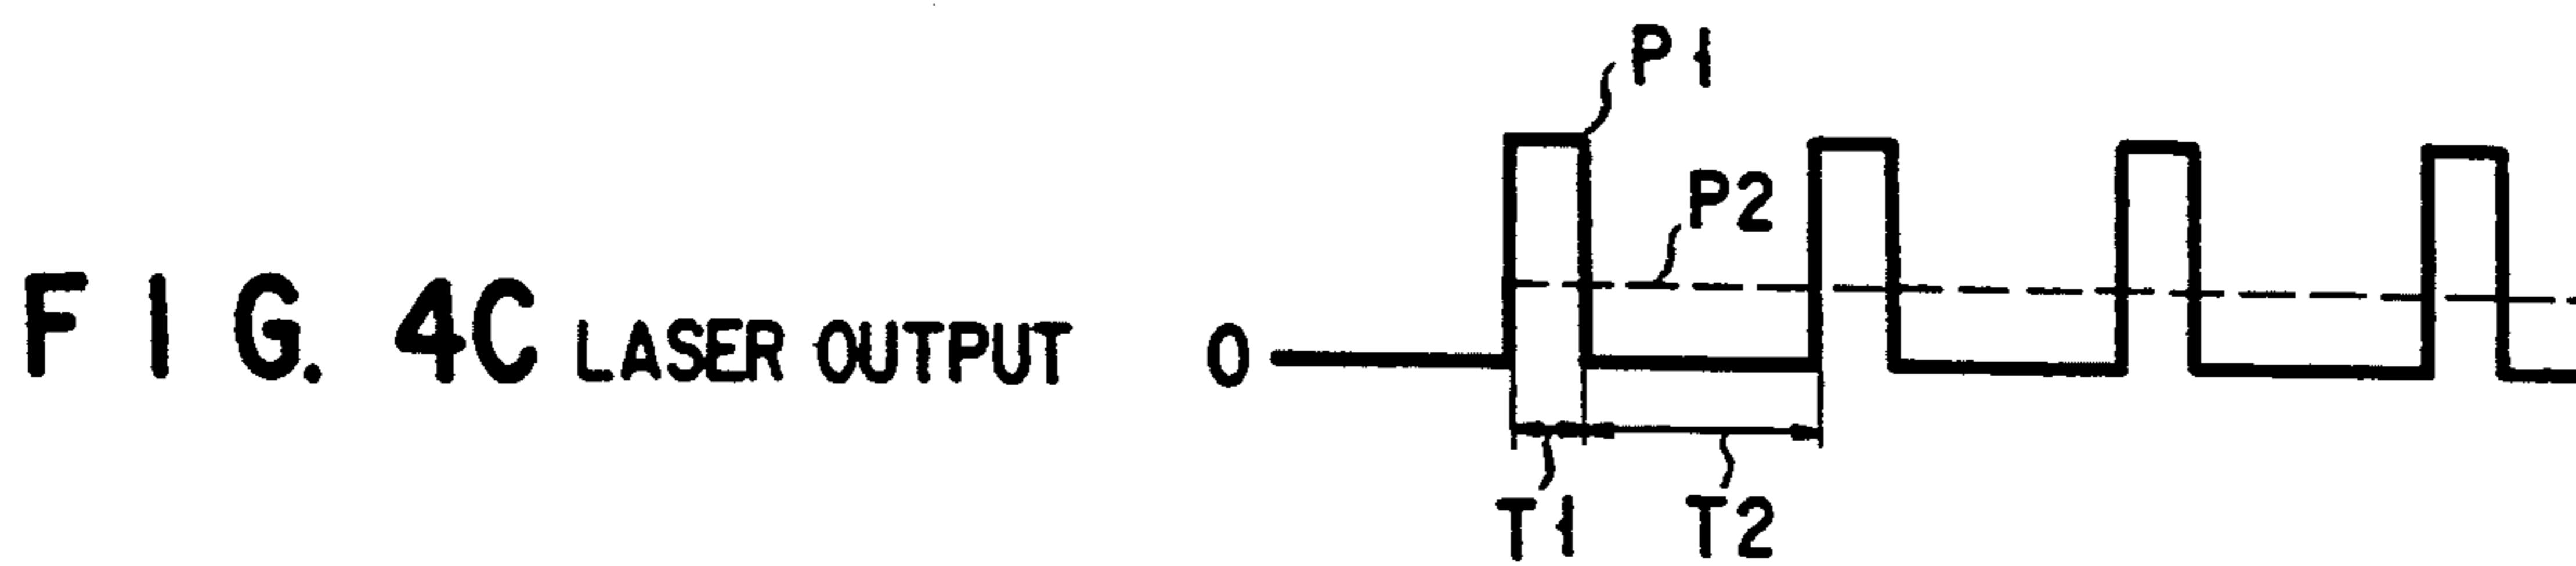 P1
P2
FIG. 4C LASER OUTPUT 0
T1 T2